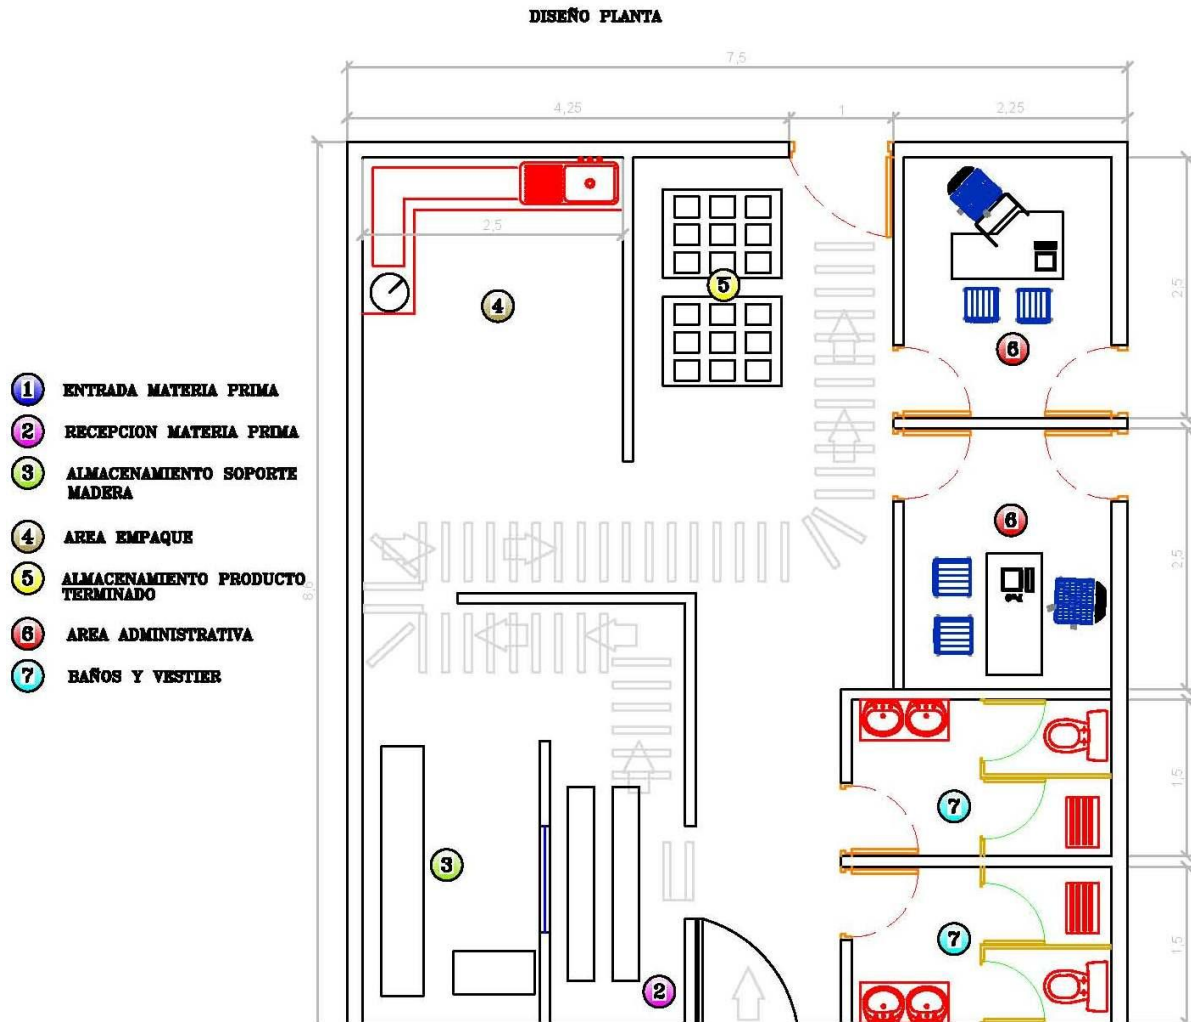 DISEÑO PLANTA
7,5
4,25
1
2,25
2,5
2,5
5
4
6
1 ENTRADA MATERIA PRIMA
2 RECEPCION MATERIA PRIMA
3 ALMACENAMIENTO SOPORTE
MADERA
4 AREA EMPAQUE
5 ALMACENAMIENTO PRODUCTO
TERMINADO
6 AREA ADMINISTRATIVA
7 BAÑOS Y VESTIER
6
2,5
7
1,5
3
7
1,5
2